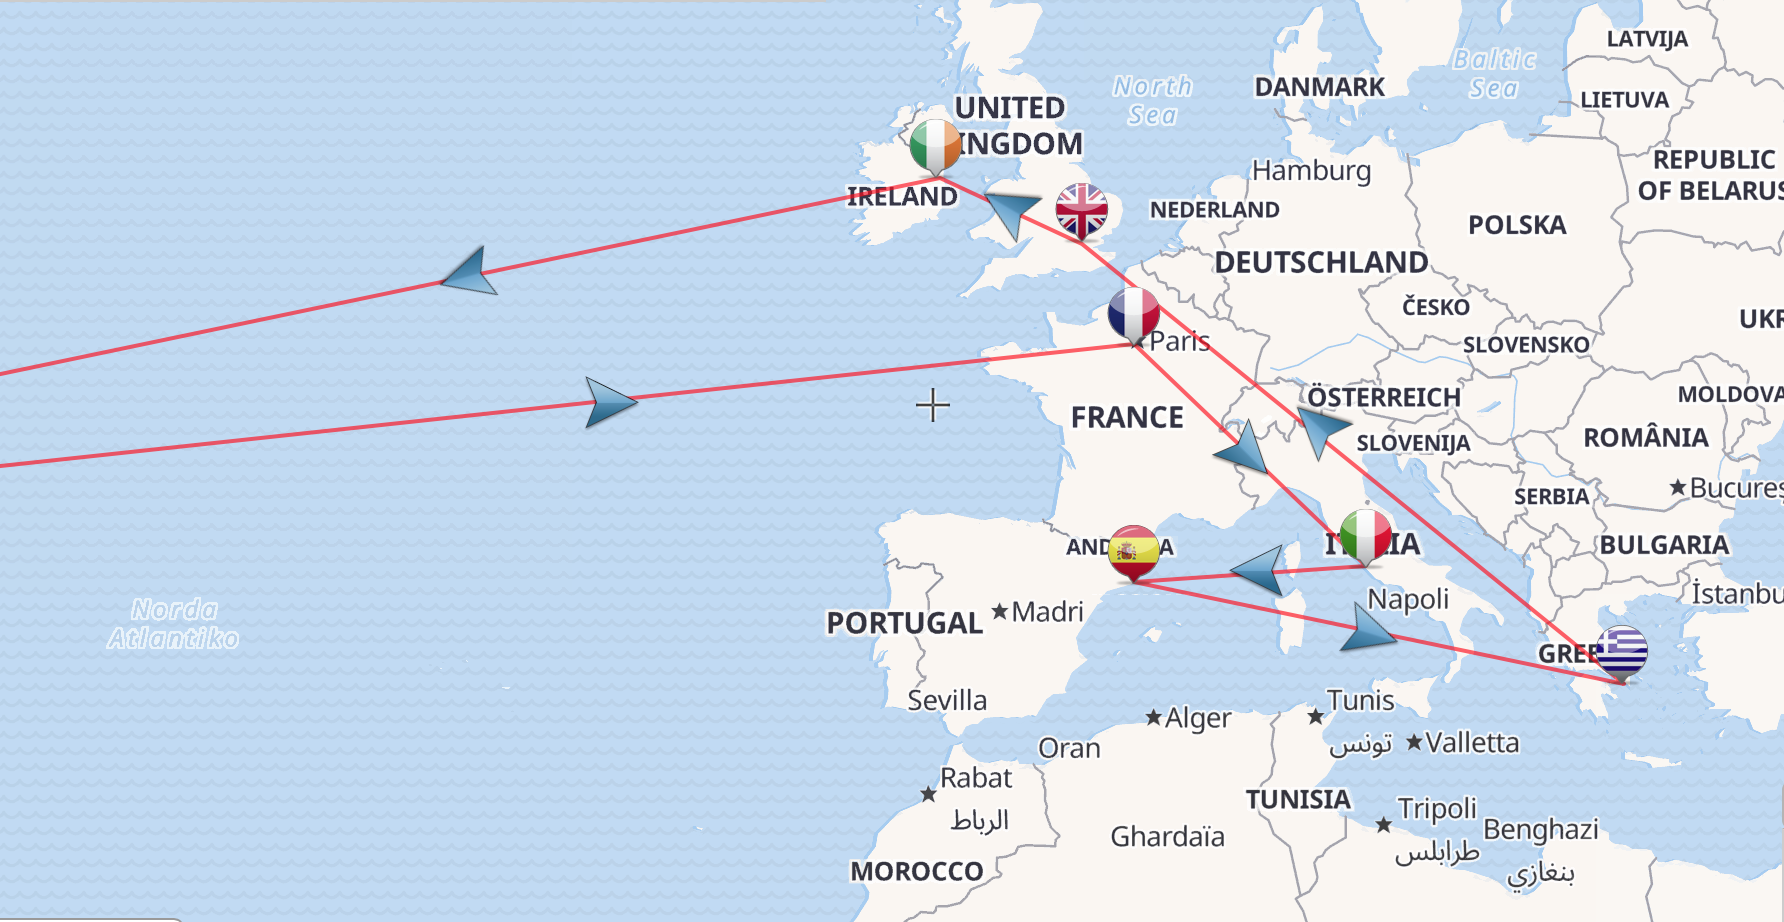 LATVIJA
Baltic
Sea
North
Sea
DANMARK
LIETUVA
UNITED
INGDOM
REPUBLIC
OF BELARUS
Hamburg
IRELAND
NEDERLAND
POLSKA
DEUTSCHLAND
ČESKO
UKR
Paris
SLOVENSKO
ÖSTERREICH
MOLDOVA
FRANCE
SLOVENIJA
ROMÂNIA
SERBIA
Bucureș
AND A
I IA
BULGARIA
İstanbu
Norda
Atlantiko
PORTUGAL
Madri
Napoli
GREE
Sevilla
Tunis
تونس
Alger
Valletta
Oran
Rabat
الرباط
TUNISIA
Tripoli
طرابلس
Benghazi
بنغازي
Ghardaïa
MOROCCO